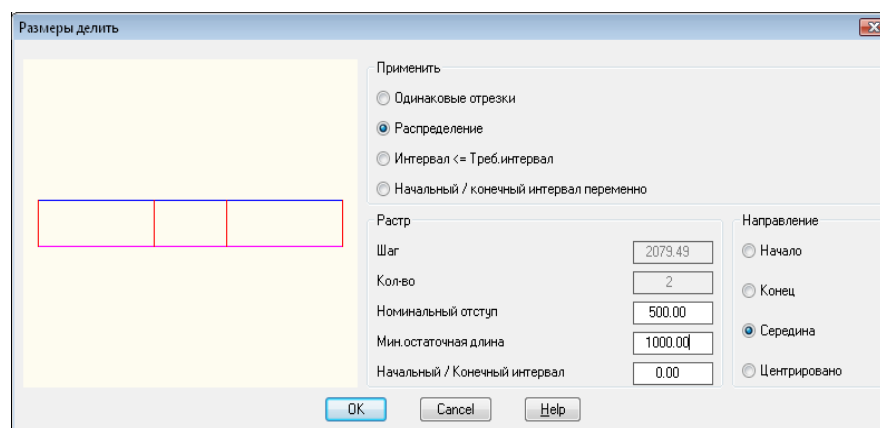 Размеры делить
Применить
Одинаковые отрезки
Распределение
Интервал <= Треб.интервал
Начальный / конечный интервал переменно
Растр
Шаг 2079.49
Кол-во 2
Номинальный отступ 500.00
Мин.остаточная длина 1000.00
Начальный / Конечный интервал 0.00
Направление
Начало
Конец
Середина
Центрировано
OK Cancel Help